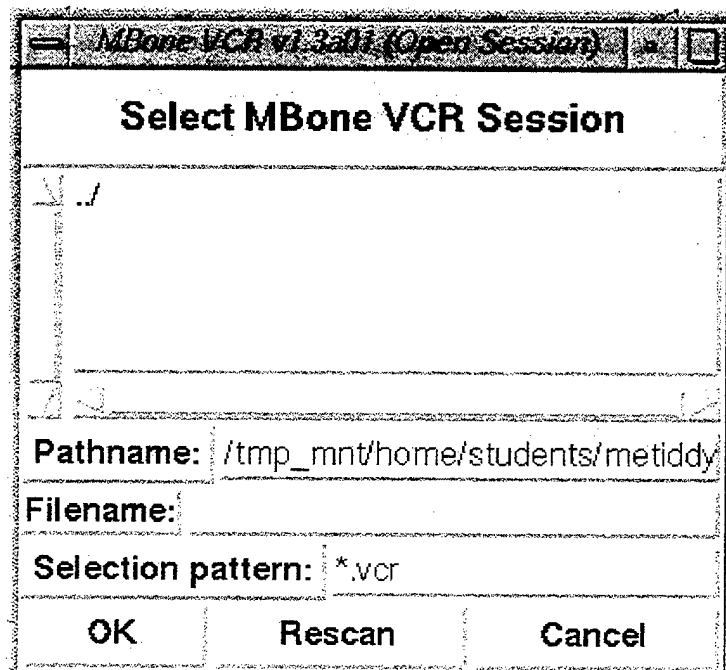 MBone VCR v1.3a01 (Open Session)
Select MBone VCR Session
../
Pathname: /tmp_mnt/home/students/metiddy
Filename:
Selection pattern: *.vcr
OK Rescan Cancel